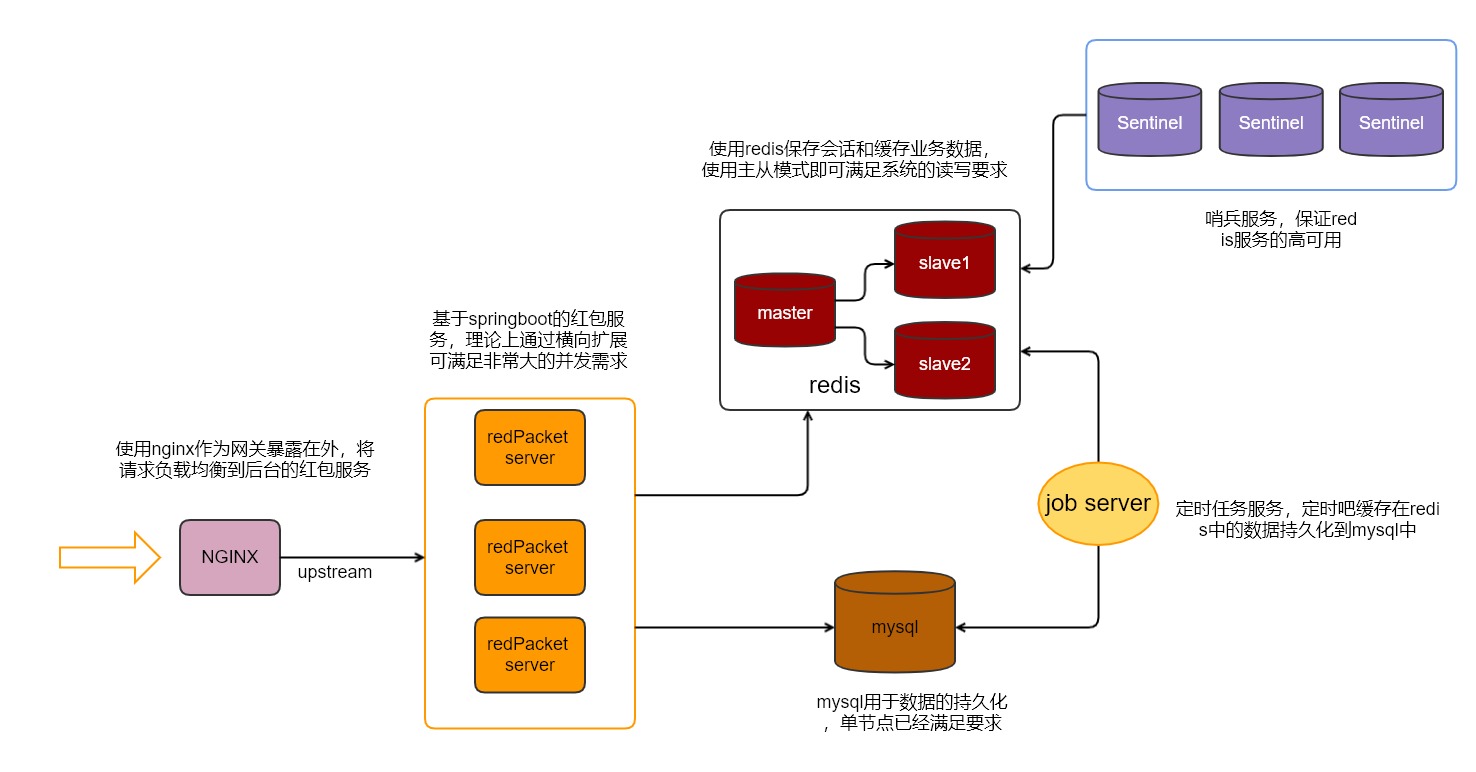 Sentinel
Sentinel
Sentinel
哨兵服务，保证red
is服务的高可用
使用redis保存会话和缓存业务数据，
使用主从模式即可满足系统的读写要求
slave1
master
slave2
redis
基于springboot的红包服
务，理论上通过横向扩展
可满足非常大的并发需求
redPacket
server
redPacket
server
redPacket
server
使用nginx作为网关暴露在外，将
请求负载均衡到后台的红包服务
NGINX
upstream
job server
定时任务服务，定时吧缓存在redi
s中的数据持久化到mysql中
mysql
mysql用于数据的持久化
，单节点已经满足要求